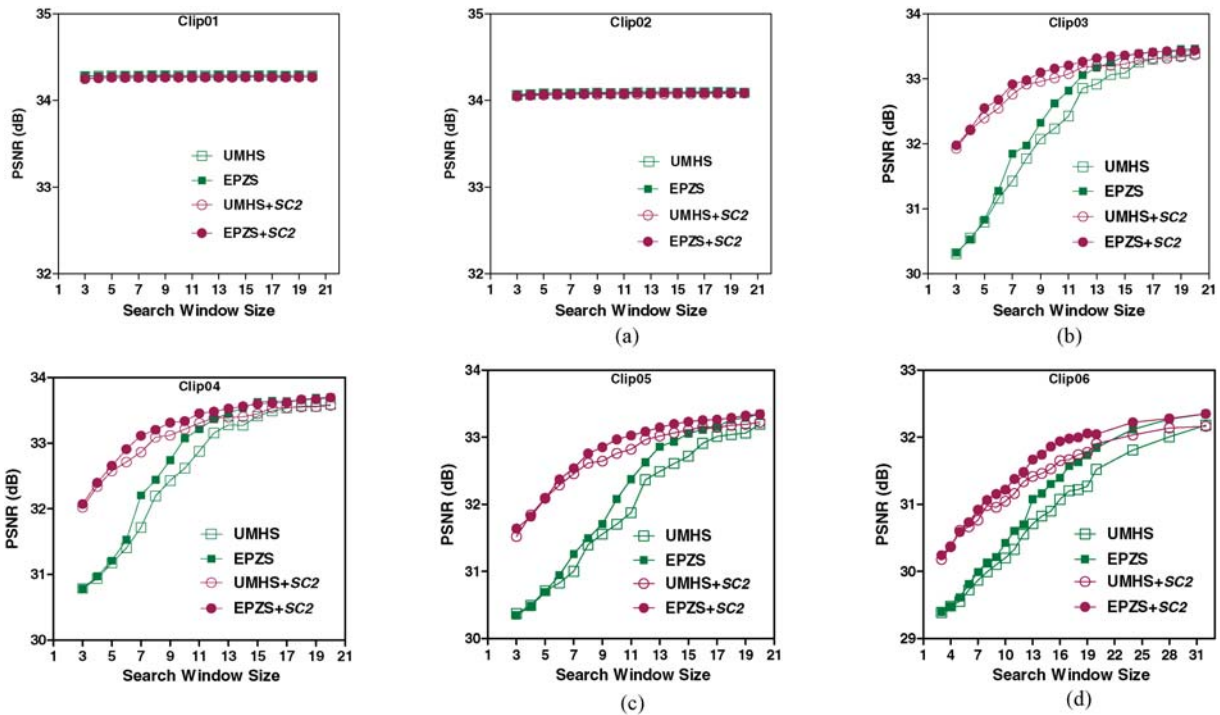 Clip01
35
34
33
32
PSNR (dB)
UMHS
EPZS
UMHS+SC2
EPZS+SC2
1 3 5 7 9 11 13 15 17 19 21
Search Window Size
Clip02
35
34
33
32
PSNR (dB)
UMHS
EPZS
UMHS+SC2
EPZS+SC2
1 3 5 7 9 11 13 15 17 19 21
Search Window Size
(a)
Clip03
34
33
32
31
30
PSNR (dB)
UMHS
EPZS
UMHS+SC2
EPZS+SC2
1 3 5 7 9 11 13 15 17 19 21
Search Window Size
(b)
Clip04
34
33
32
31
30
PSNR (dB)
UMHS
EPZS
UMHS+SC2
EPZS+SC2
1 3 5 7 9 11 13 15 17 19 21
Search Window Size
Clip05
34
33
32
31
30
PSNR (dB)
UMHS
EPZS
UMHS+SC2
EPZS+SC2
1 3 5 7 9 11 13 15 17 19 21
Search Window Size
(c)
Clip06
33
32
31
30
29
PSNR (dB)
UMHS
EPZS
UMHS+SC2
EPZS+SC2
1 4 7 10 13 16 19 22 25 28 31
Search Window Size
(d)